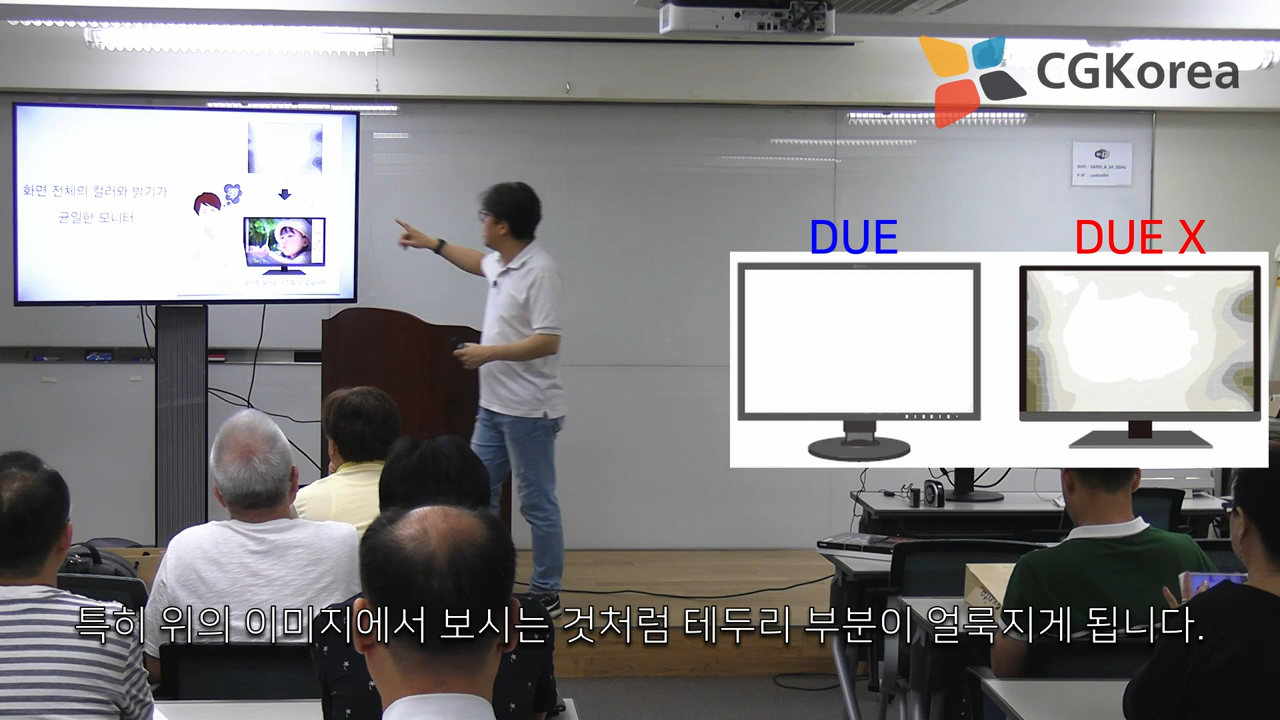 CGKorea
화면 전체의 컬러와 밝기가
균일한 모니터
DUE
DUE X
특히 위의 이미지에서 보시는 것처럼 테두리 부분이 얼룩지게 됩니다.